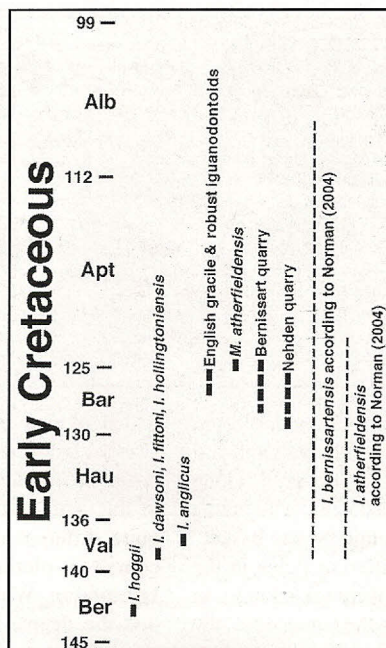 Early Cretaceous
99
Alb
112
Apt
125
Bar
130
Hau
136
Val
140
Ber
145
I. hoggii
I. dawsoni, I. fittoni, I. hollingtoniensis
I. anglicus
English gracile & robust iguanodontoids
M. atherfieldensis
Bernissart quarry
Nehden quarry
I. bernissartensis according to Norman (2004)
I. atherfieldensis
according to Norman (2004)